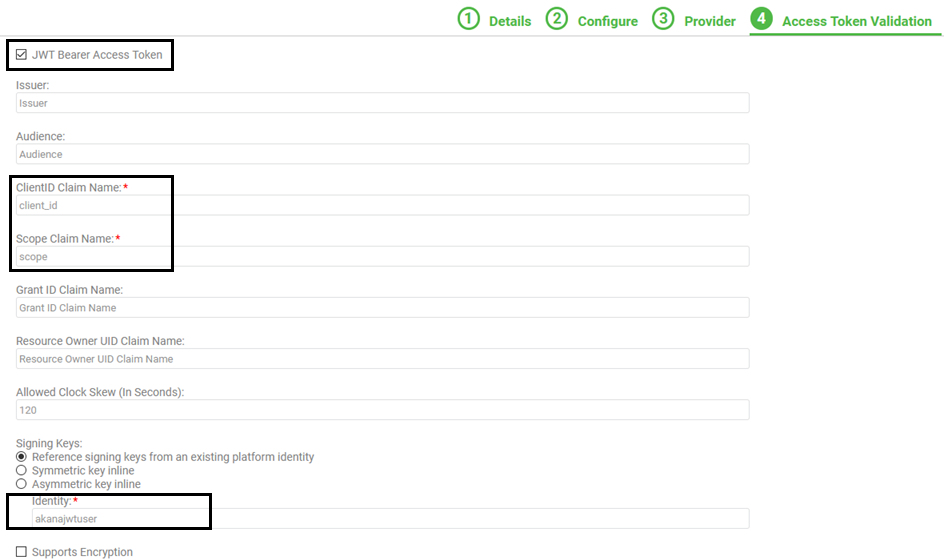 1 Details 2 Configure 3 Provider 4 Access Token Validation
JWT Bearer Access Token
Issuer:
Issuer
Audience:
Audience
ClientID Claim Name:*
client_id
Scope Claim Name:*
scope
Grant ID Claim Name:
Grant ID Claim Name
Resource Owner UID Claim Name:
Resource Owner UID Claim Name
Allowed Clock Skew (In Seconds):
120
Signing Keys:
Reference signing keys from an existing platform identity
Symmetric key inline
Asymmetric key inline
Identity:*
akanajwtuser
Supports Encryption